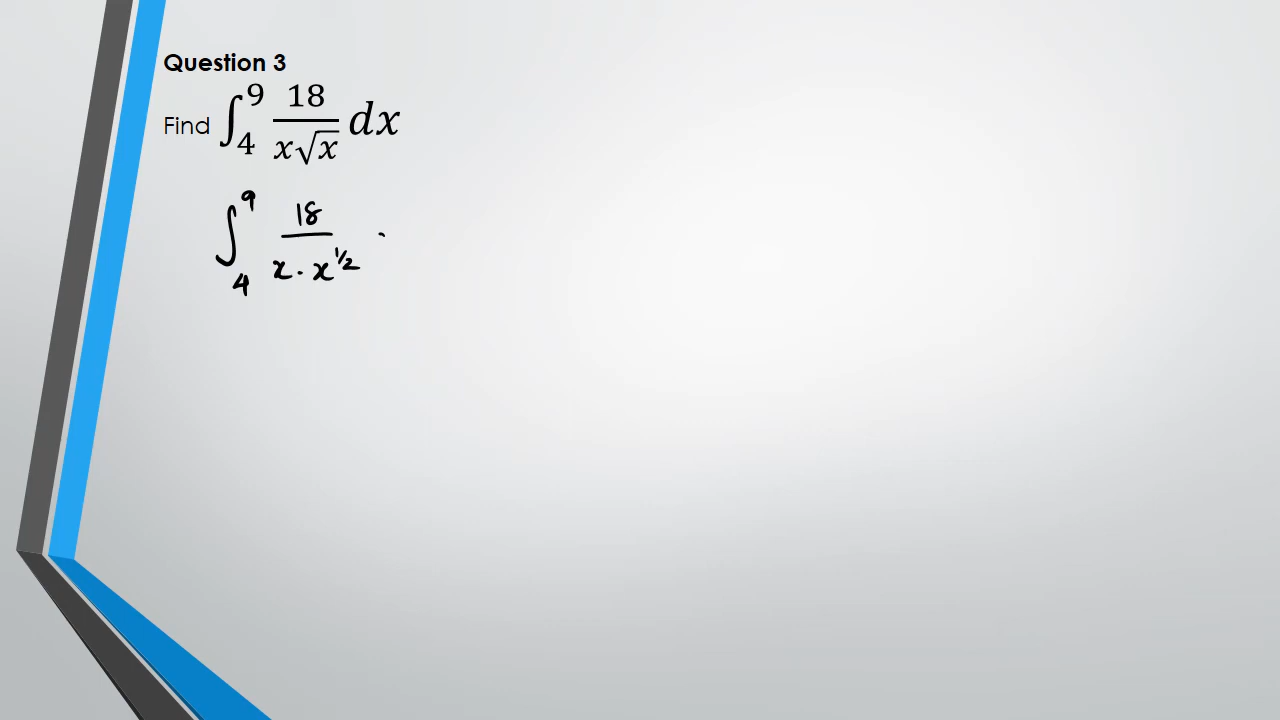 Question 3
Find ∫₄⁹ 18/(x√x) dx
∫₄⁹ 18/(x · x^½)